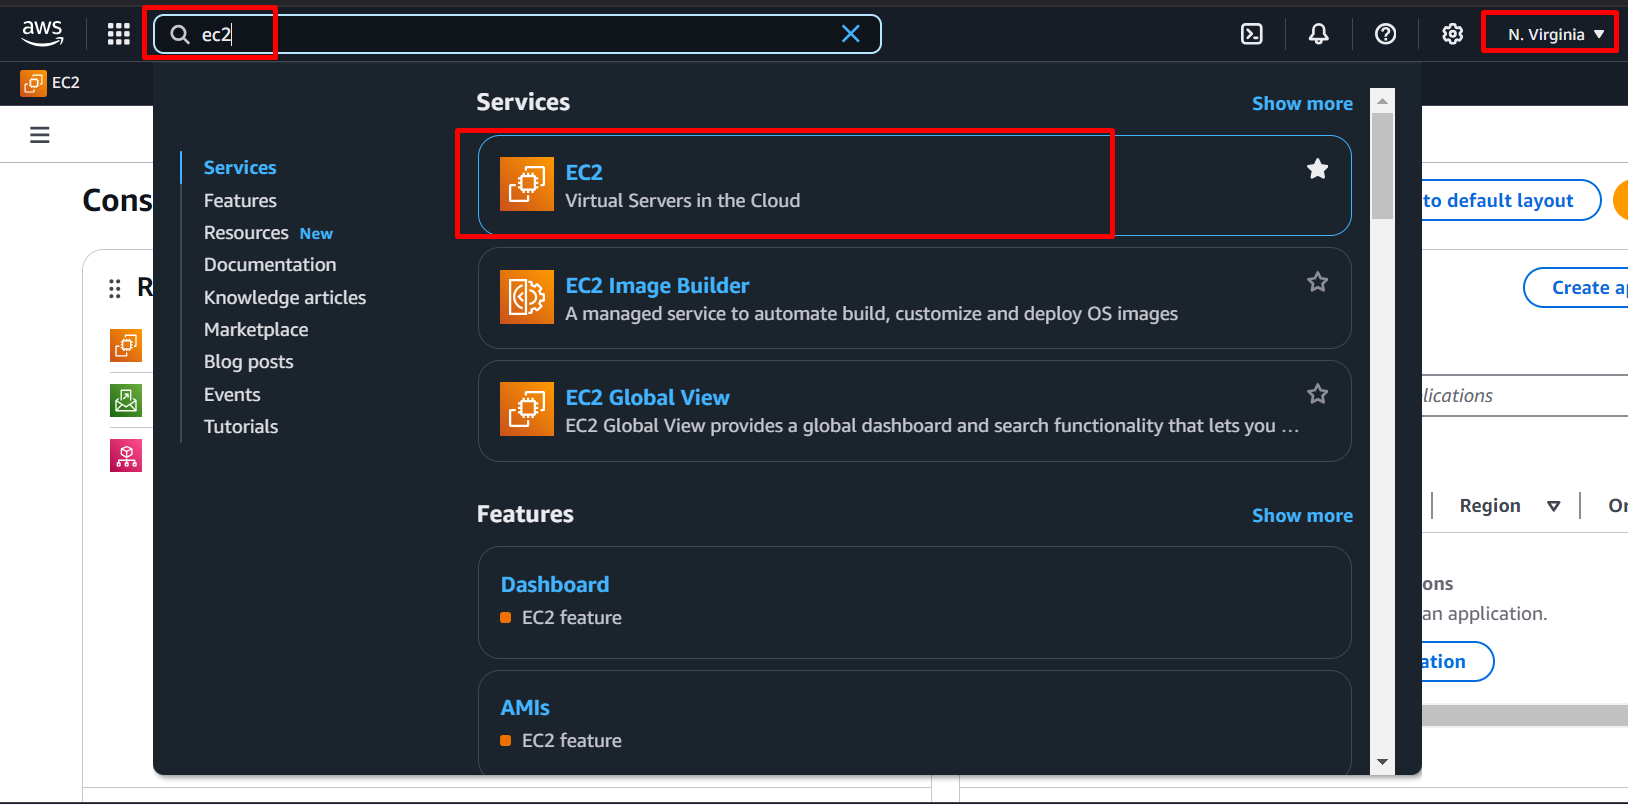 aws
ec2
N. Virginia
EC2
Services
Show more
Services
Features
Resources New
Documentation
Knowledge articles
Marketplace
Blog posts
Events
Tutorials
EC2
Virtual Servers in the Cloud
EC2 Image Builder
A managed service to automate build, customize and deploy OS images
EC2 Global View
EC2 Global View provides a global dashboard and search functionality that lets you ...
Features
Show more
Dashboard
EC2 feature
AMIs
EC2 feature
Cons
R
to default layout
Create a
lications
Region
Or
ons
an application.
ation